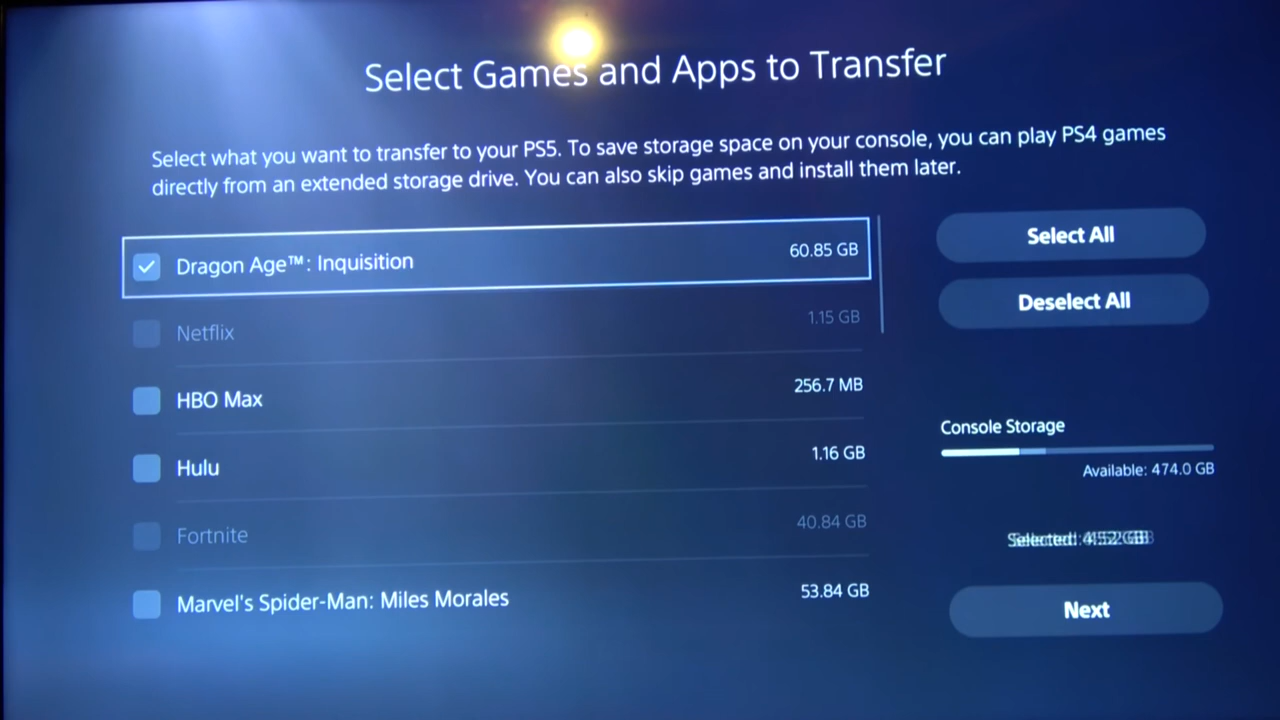 Select Games and Apps to Transfer
Select what you want to transfer to your PS5. To save storage space on your console, you can play PS4 games
directly from an extended storage drive. You can also skip games and install them later.
Dragon Age™: Inquisition 60.85 GB
Select All
Netflix 1.15 GB
Deselect All
HBO Max 256.7 MB
Hulu 1.16 GB
Console Storage
Available: 474.0 GB
Fortnite 40.84 GB
Selected:
Marvel's Spider-Man: Miles Morales 53.84 GB
Next